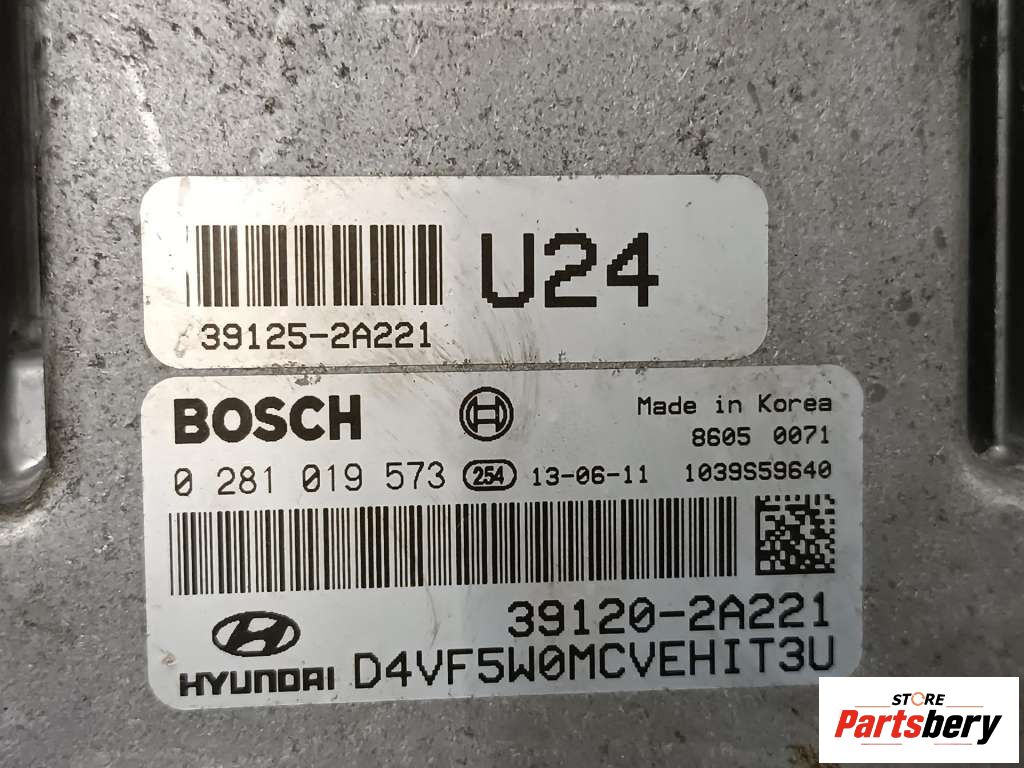 U24
39125-2A221
BOSCH
Made in Korea
8605 0071
0 281 019 573 254 13-06-11 1039S59640
39120-2A221
HYUNDAI D4VF5W0MCVEHIT3U
STORE
Partsbery